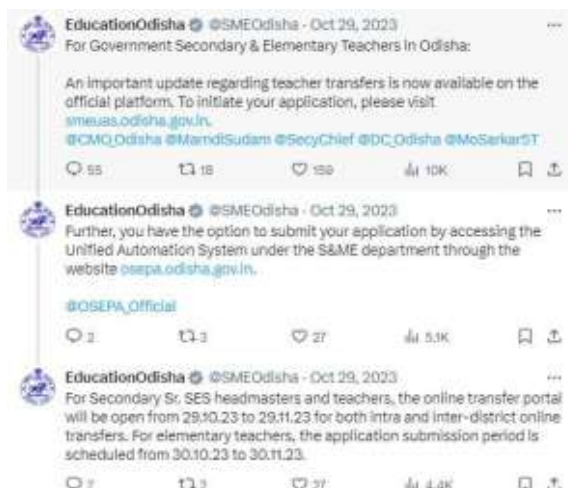 EducationOdisha @SMEOdisha · Oct 29, 2023
For Government Secondary & Elementary Teachers in Odisha:
An important update regarding teacher transfers is now available on the
official platform. To initiate your application, please visit
smeuas.odisha.gov.in.
@CMO_Odisha @MarndiSudam @SecyChief @DC_Odisha @MoSarkar5T
55 18 159 10K
EducationOdisha @SMEOdisha · Oct 29, 2023
Further, you have the option to submit your application by accessing the
Unified Automation System under the S&ME department through the
website osepa.odisha.gov.in.
@OSEPA_Official
2 3 27 5.1K
EducationOdisha @SMEOdisha · Oct 29, 2023
For Secondary Sr. SES headmasters and teachers, the online transfer portal
will be open from 29.10.23 to 29.11.23 for both intra and inter-district online
transfers. For elementary teachers, the application submission period is
scheduled from 30.10.23 to 30.11.23.
27 4.4K